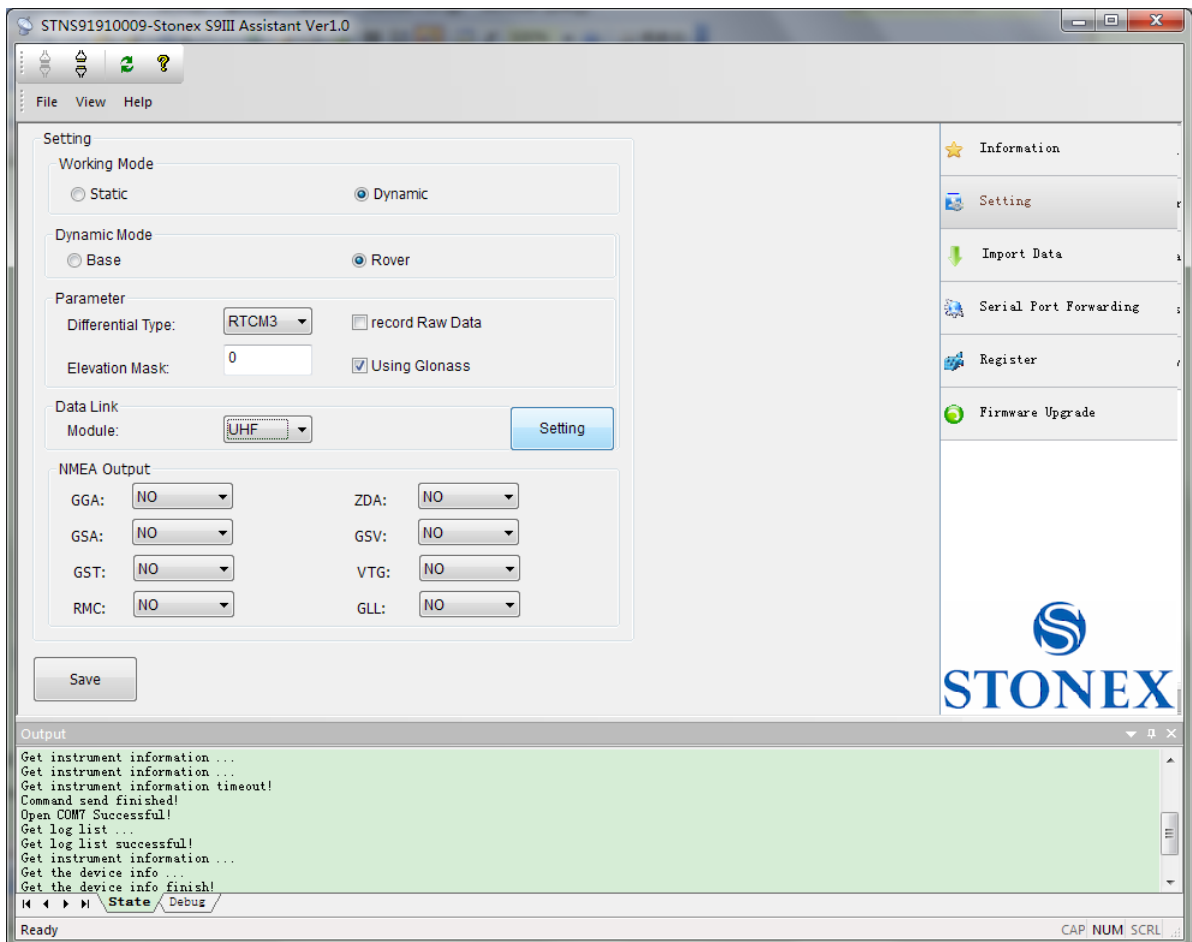 STNS91910009-Stonex S9III Assistant Ver1.0
File View Help
Setting
Working Mode
Static Dynamic
Dynamic Mode
Base Rover
Parameter
Differential Type: RTCM3 record Raw Data
Elevation Mask: 0 Using Glonass
Data Link
Module: UHF Setting
NMEA Output
GGA: NO ZDA: NO
GSA: NO GSV: NO
GST: NO VTG: NO
RMC: NO GLL: NO
Save
Information
Setting
Import Data
Serial Port Forwarding
Register
Firmware Upgrade
STONEX
Output
Get instrument information ...
Get instrument information ...
Get instrument information timeout!
Command send finished!
Open COM7 Successful!
Get log list ...
Get log list successful!
Get instrument information ...
Get the device info ...
Get the device info finish!
State Debug
Ready CAP NUM SCRL